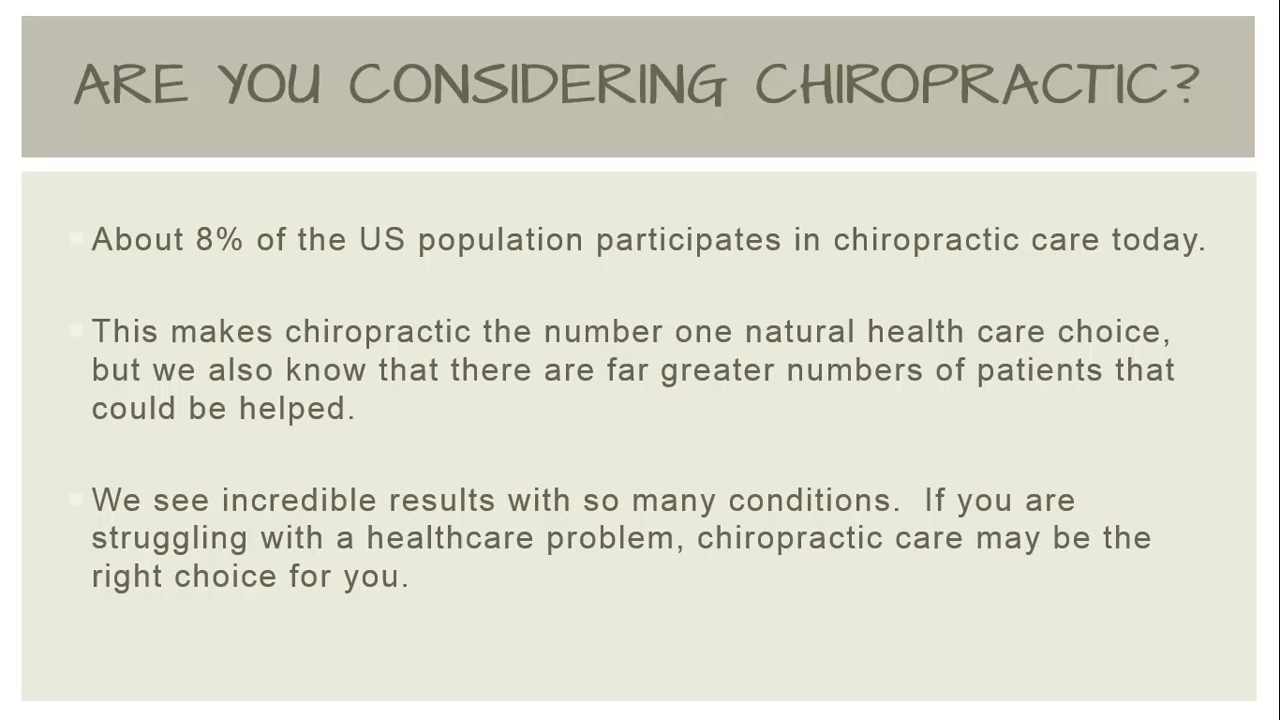 ARE YOU CONSIDERING CHIROPRACTIC?
About 8% of the US population participates in chiropractic care today.
This makes chiropractic the number one natural health care choice,
but we also know that there are far greater numbers of patients that
could be helped.
We see incredible results with so many conditions.  If you are
struggling with a healthcare problem, chiropractic care may be the
right choice for you.